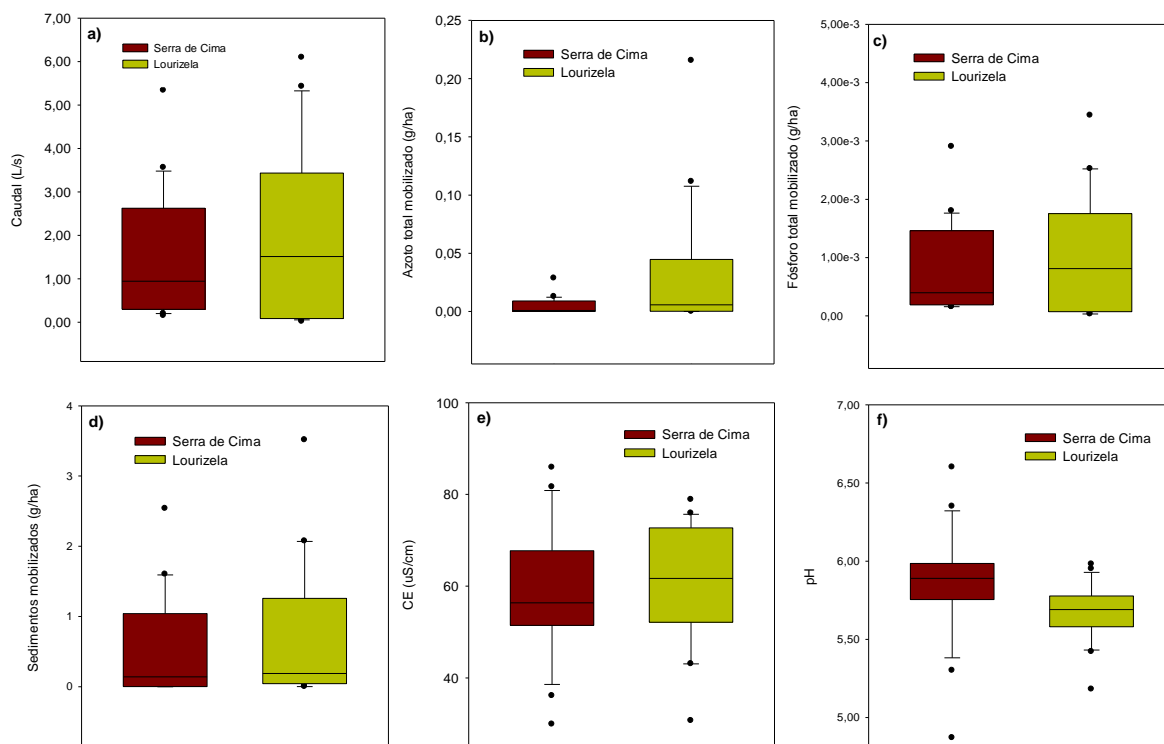 a)
Serra de Cima
Lourizela
Caudal (L/s)
7,00
6,00
5,00
4,00
3,00
2,00
1,00
0,00
b)
Serra de Cima
Lourizela
Azoto total mobilizado (g/ha)
0,25
0,20
0,15
0,10
0,05
0,00
c)
Serra de Cima
Lourizela
Fósforo total mobilizado (g/ha)
5,00e-3
4,00e-3
3,00e-3
2,00e-3
1,00e-3
0,00
d)
Serra de Cima
Lourizela
Sedimentos mobilizados (g/ha)
4
3
2
1
0
e)
Serra de Cima
Lourizela
CE (uS/cm)
100
80
60
40
f)
Serra de Cima
Lourizela
pH
7,00
6,50
6,00
5,50
5,00